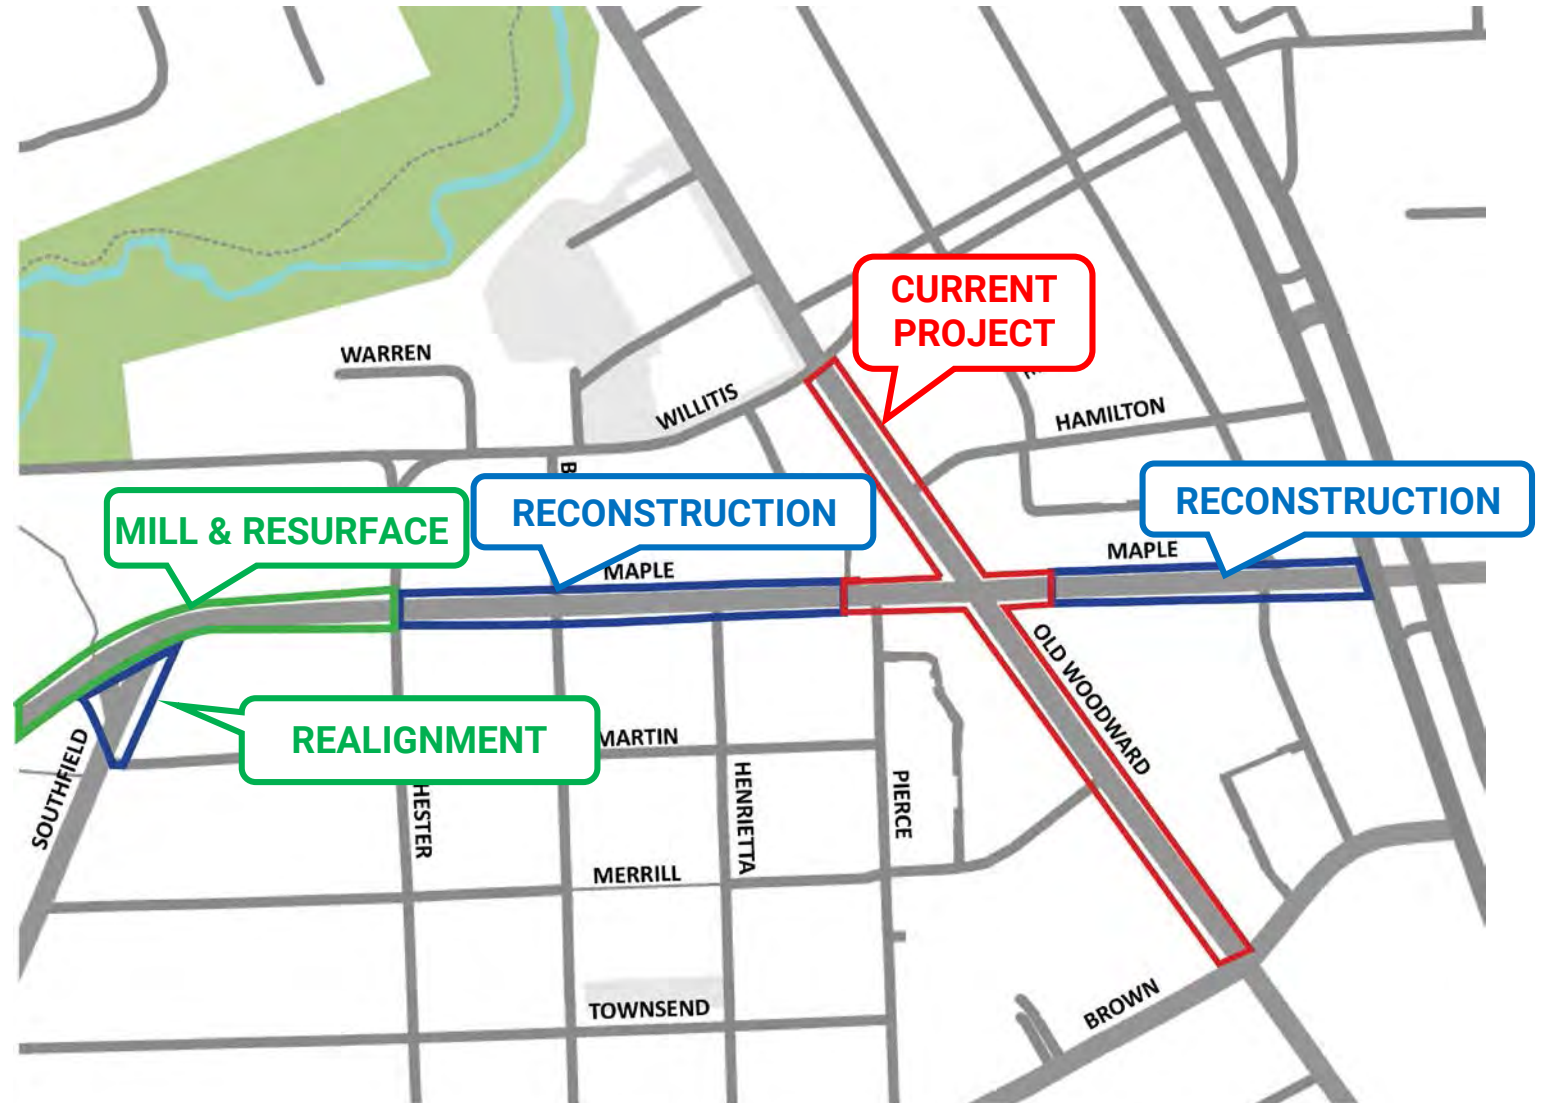 CURRENT
PROJECT
WARREN
WILLITIS
HAMILTON
B
MILL & RESURFACE
RECONSTRUCTION
RECONSTRUCTION
MAPLE
MAPLE
OLD WOODWARD
REALIGNMENT
MARTIN
SOUTHFIELD
HESTER
HENRIETTA
PIERCE
MERRILL
TOWNSEND
BROWN